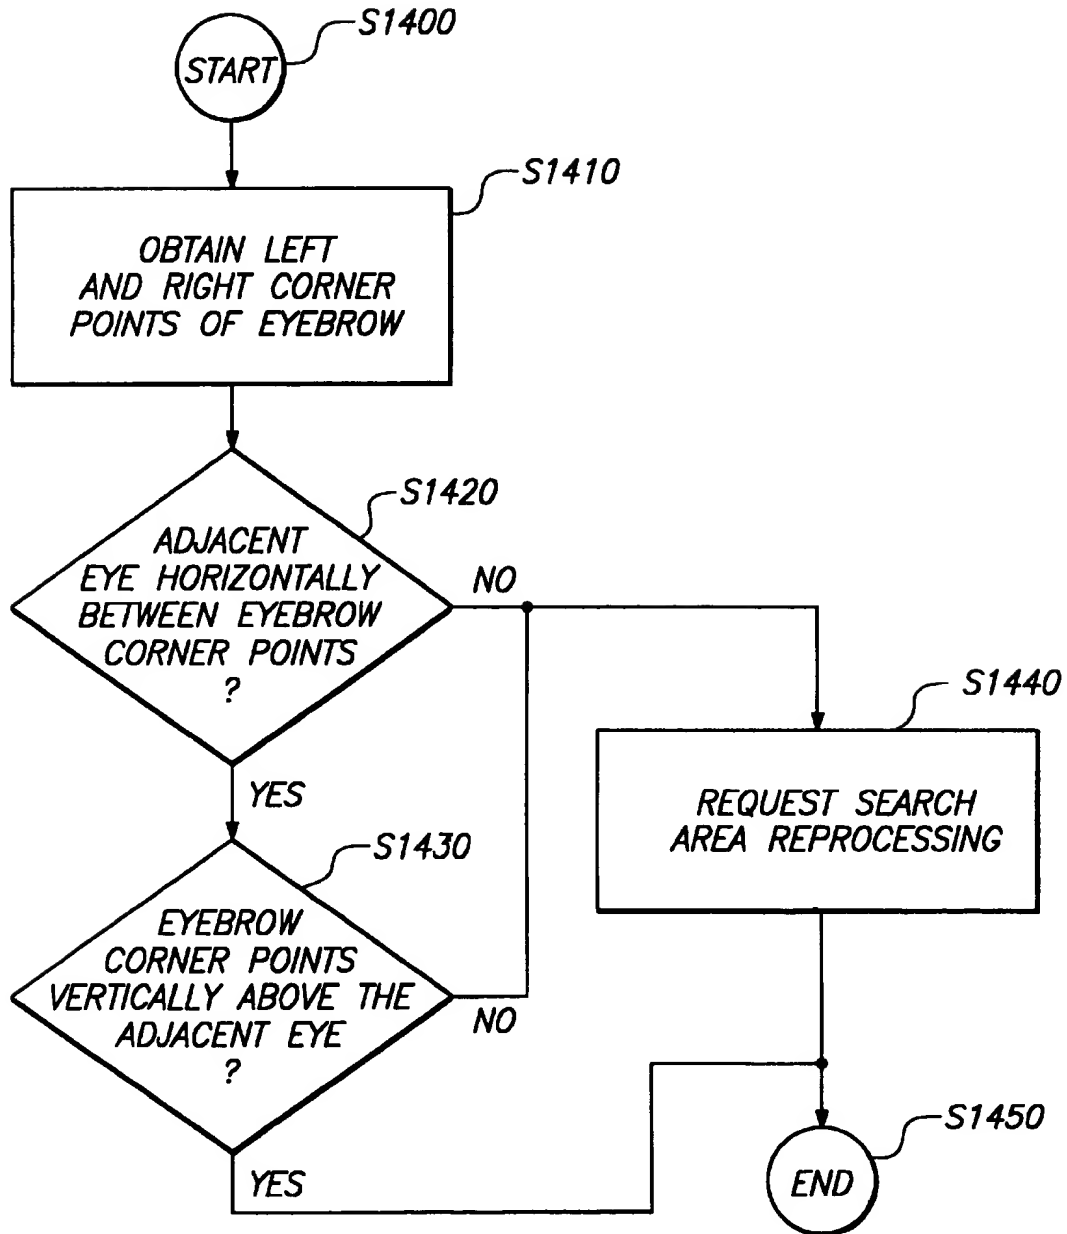 S1400
START
S1410
OBTAIN LEFT
AND RIGHT CORNER
POINTS OF EYEBROW
S1420
ADJACENT
EYE HORIZONTALLY
BETWEEN EYEBROW
CORNER POINTS
?
NO
YES
S1430
EYEBROW
CORNER POINTS
VERTICALLY ABOVE THE
ADJACENT EYE
?
NO
YES
S1440
REQUEST SEARCH
AREA REPROCESSING
S1450
END